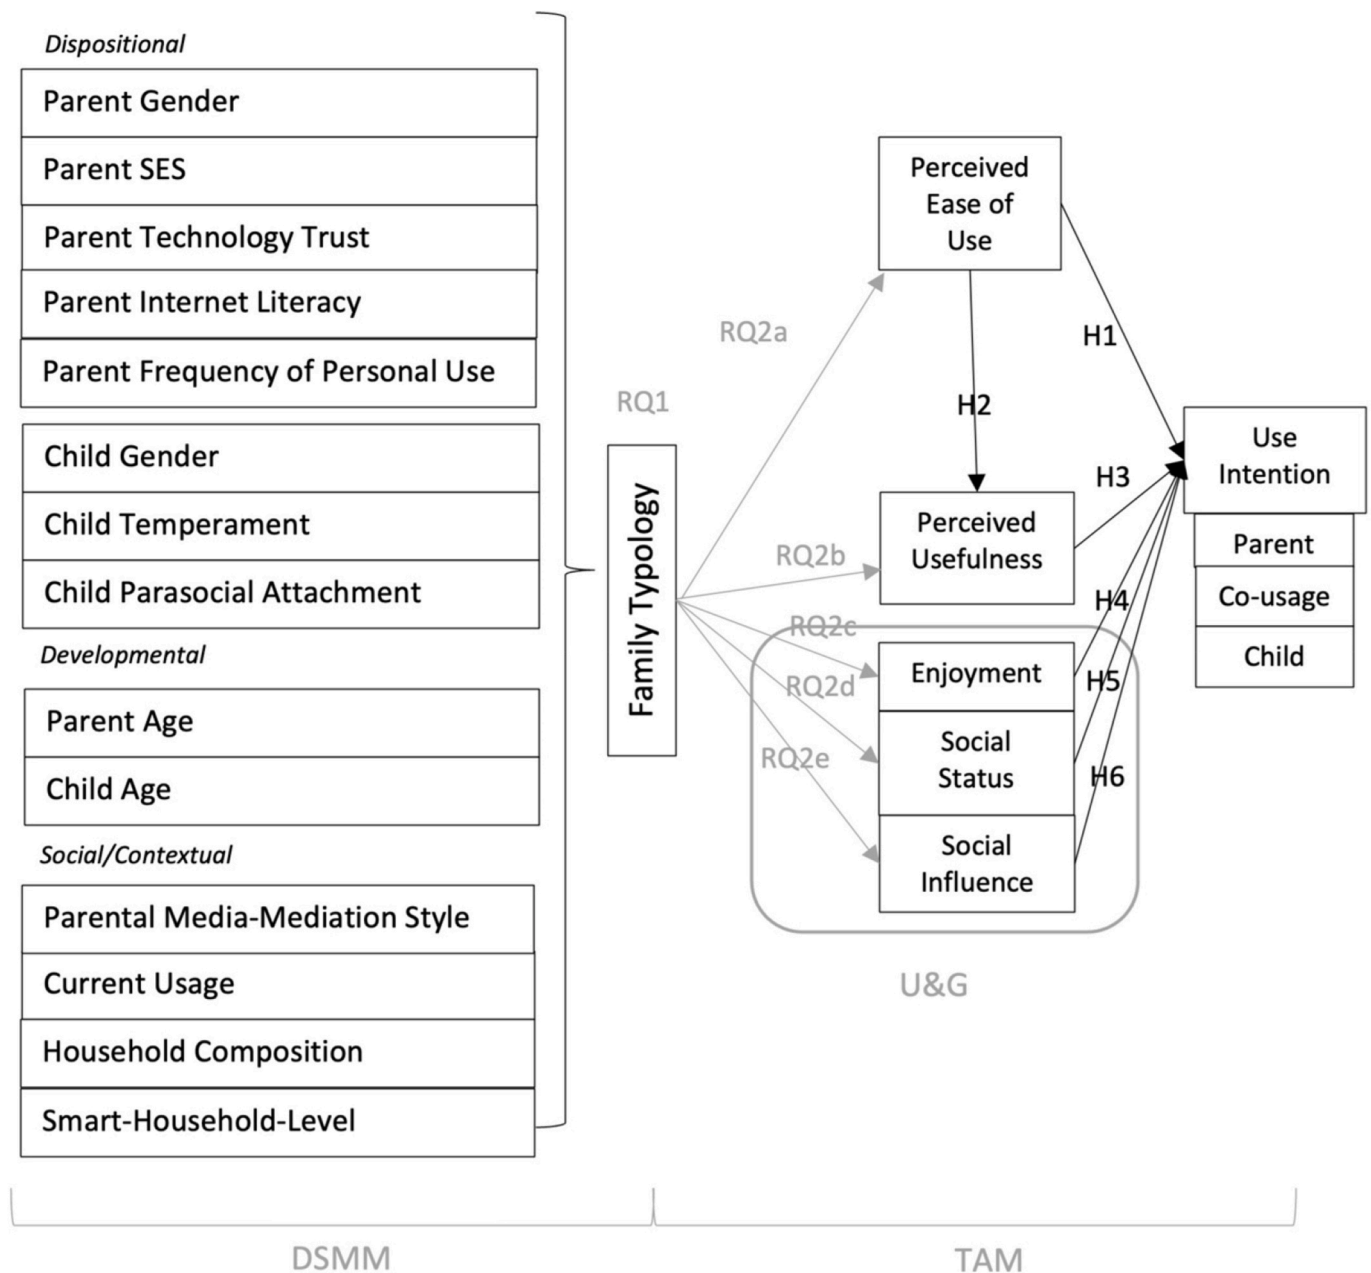 Dispositional
Parent Gender
Parent SES
Parent Technology Trust
Parent Internet Literacy
Parent Frequency of Personal Use
Child Gender
Child Temperament
Child Parasocial Attachment
Developmental
Parent Age
Child Age
Social/Contextual
Parental Media-Mediation Style
Current Usage
Household Composition
Smart-Household-Level
RQ1
Family Typology
RQ2a
RQ2b
RQ2c
RQ2d
RQ2e
Perceived
Ease of
Use
H2
Perceived
Usefulness
Enjoyment
Social
Status
Social
Influence
U&G
H1
H3
H4
H5
H6
Use
Intention
Parent
Co-usage
Child
DSMM
TAM